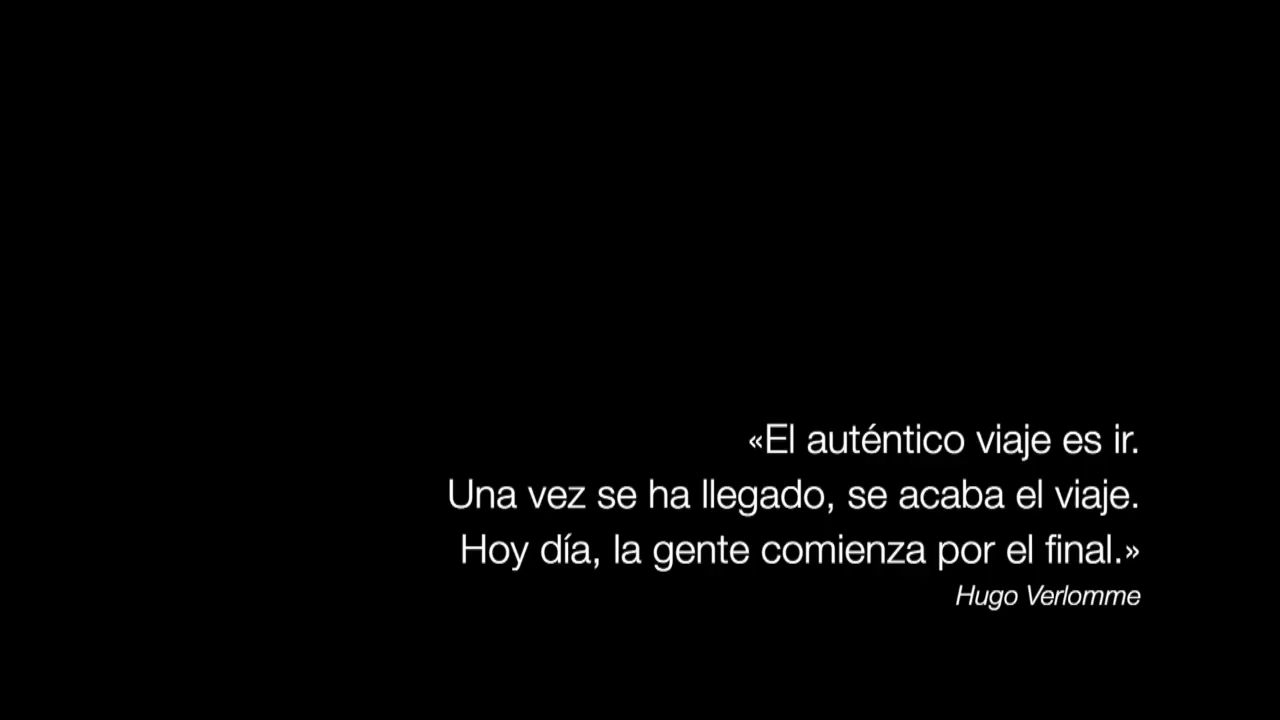 «El auténtico viaje es ir.
Una vez se ha llegado, se acaba el viaje.
Hoy día, la gente comienza por el final.»
Hugo Verlomme